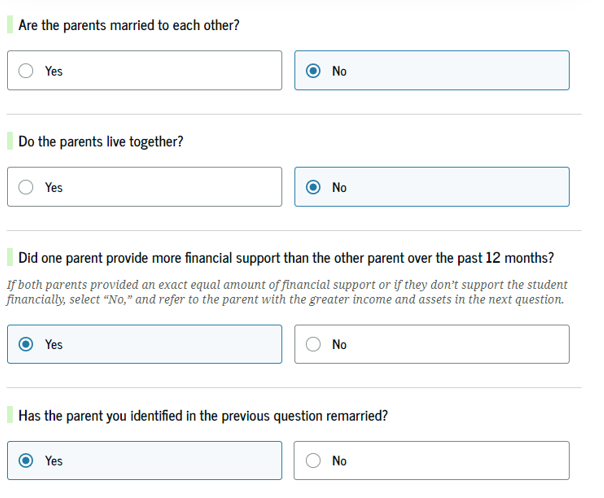 Are the parents married to each other?
Yes
No
Do the parents live together?
Yes
No
Did one parent provide more financial support than the other parent over the past 12 months?
If both parents provided an exact equal amount of financial support or if they don’t support the student
financially, select “No,” and refer to the parent with the greater income and assets in the next question.
Yes
No
Has the parent you identified in the previous question remarried?
Yes
No